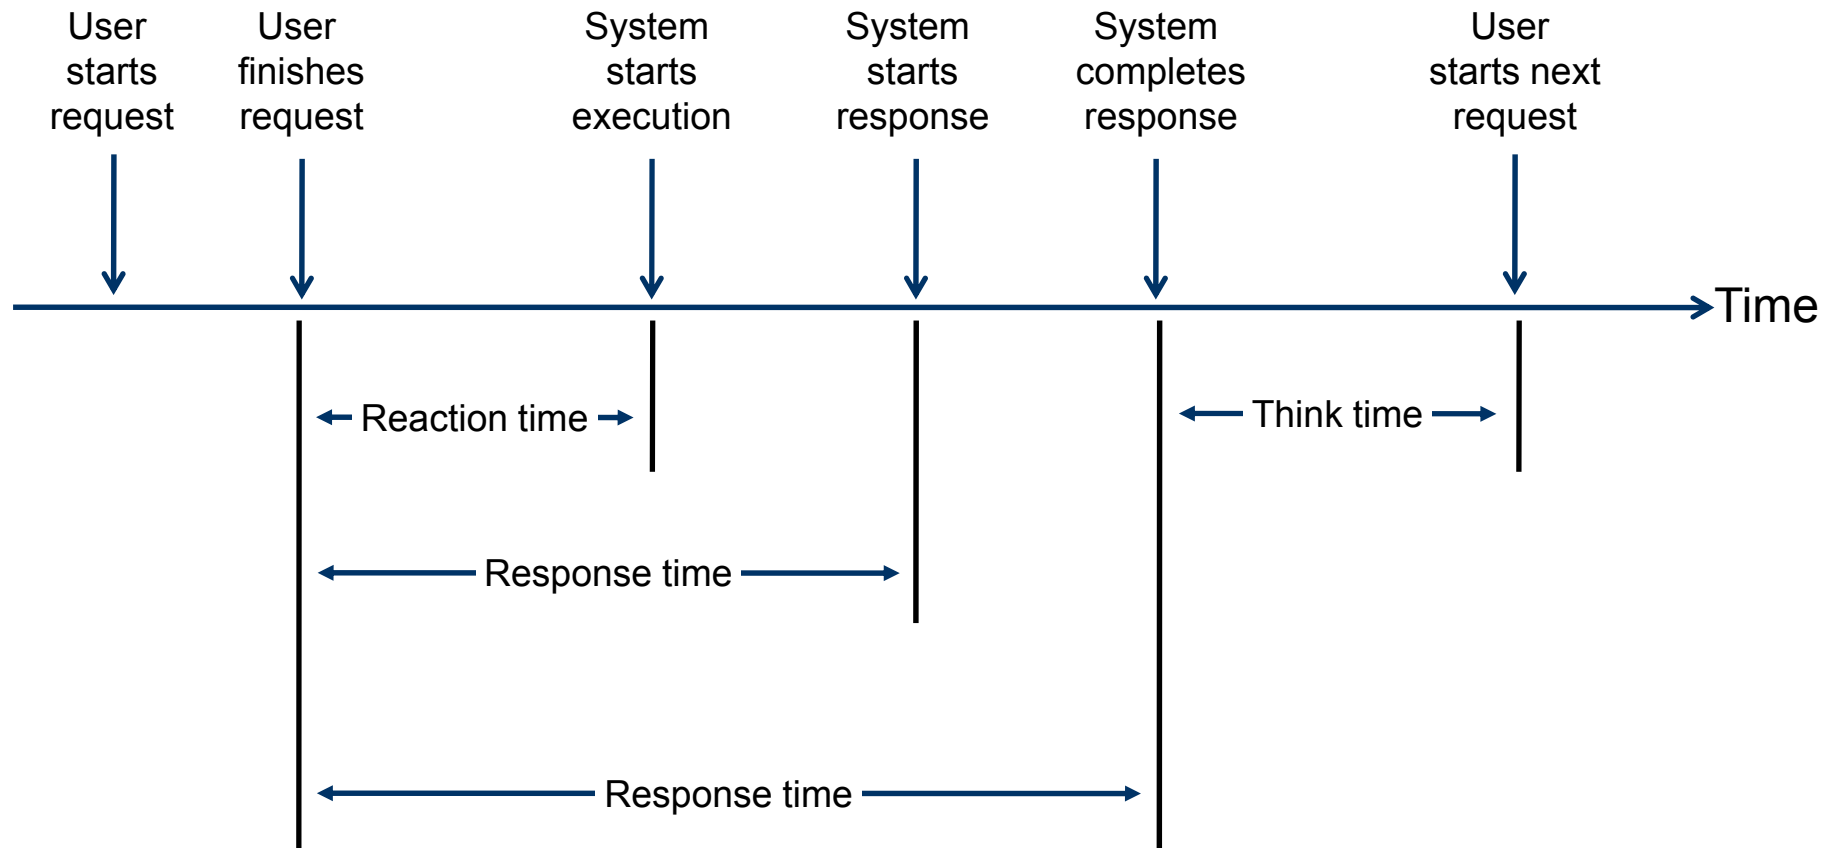 User
starts
request
User
finishes
request
System
starts
execution
System
starts
response
System
completes
response
User
starts next
request
Time
Reaction time
Think time
Response time
Response time